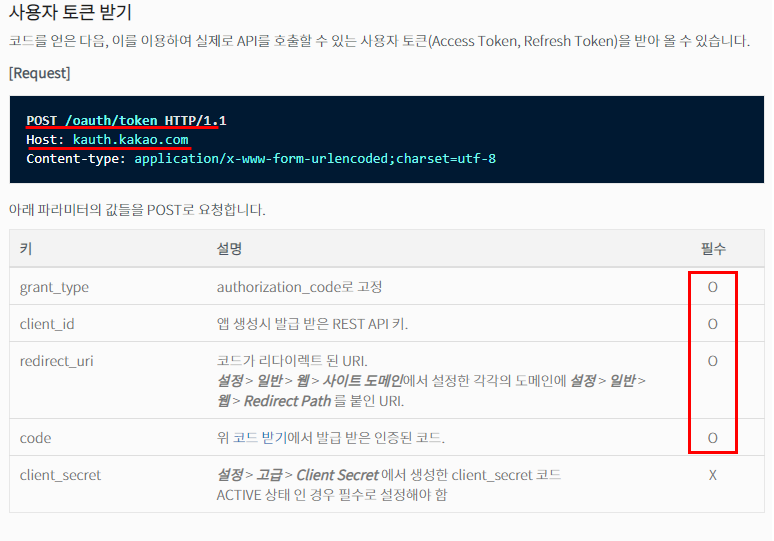 사용자 토큰 받기
코드를 얻은 다음, 이를 이용하여 실제로 API를 호출할 수 있는 사용자 토큰(Access Token, Refresh Token)을 받아 올 수 있습니다.
[Request]
POST /oauth/token HTTP/1.1
Host: kauth.kakao.com
Content-type: application/x-www-form-urlencoded;charset=utf-8
아래 파라미터의 값들을 POST로 요청합니다.
키 설명 필수
grant_type authorization_code로 고정 O
client_id 앱 생성시 발급 받은 REST API 키. O
redirect_uri 코드가 리다이렉트 된 URI. O
설정 > 일반 > 웹 > 사이트 도메인에서 설정한 각각의 도메인에 설정 > 일반 >
웹 > Redirect Path 를 붙인 URI.
code 위 코드 받기에서 발급 받은 인증된 코드. O
client_secret 설정 > 고급 > Client Secret 에서 생성한 client_secret 코드 X
ACTIVE 상태 인 경우 필수로 설정해야 함